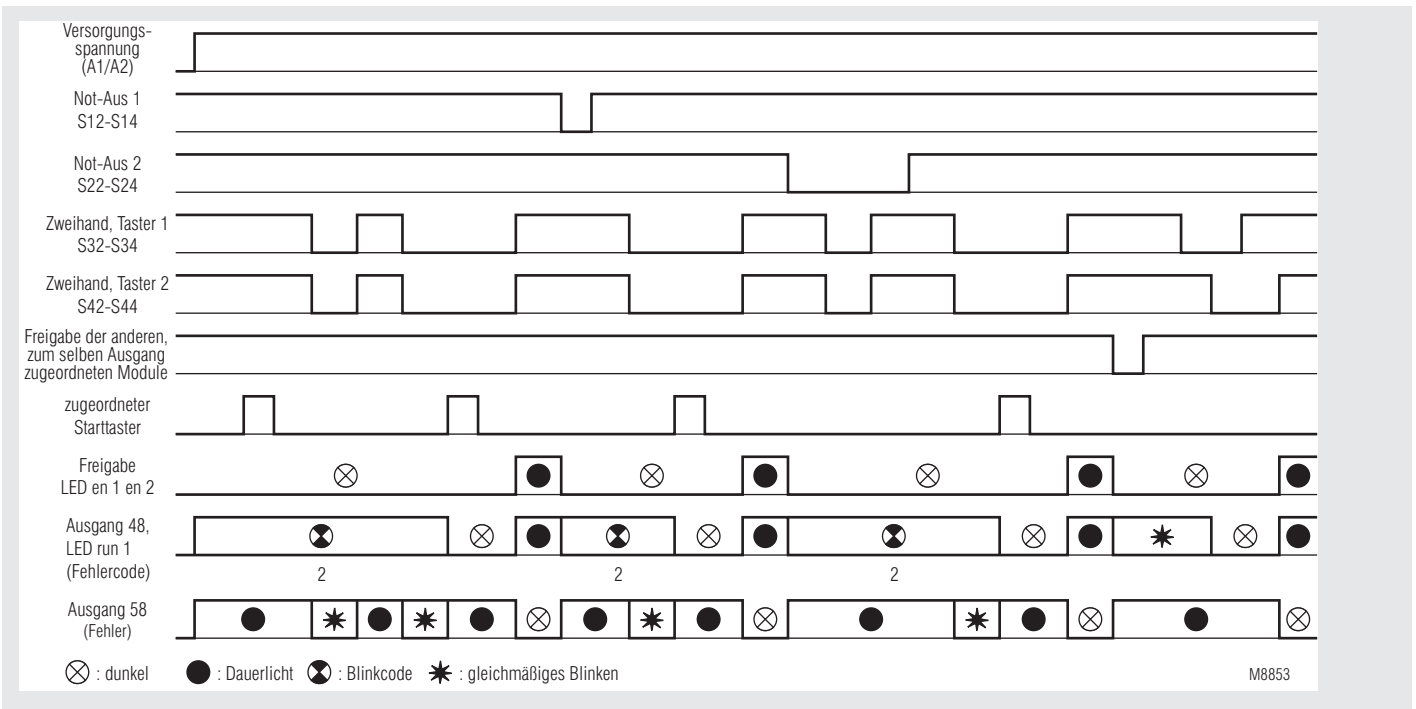 Versorgungs-
spannung
(A1/A2)
Not-Aus 1
S12-S14
Not-Aus 2
S22-S24
Zweihand, Taster 1
S32-S34
Zweihand, Taster 2
S42-S44
Freigabe der anderen,
zum selben Ausgang
zugeordneten Module
zugeordneter
Starttaster
Freigabe
LED en 1 en 2
Ausgang 48,
LED run 1
(Fehlercode)
2 2 2
Ausgang 58
(Fehler)
: dunkel : Dauerlicht : Blinkcode : gleichmäßiges Blinken
M8853